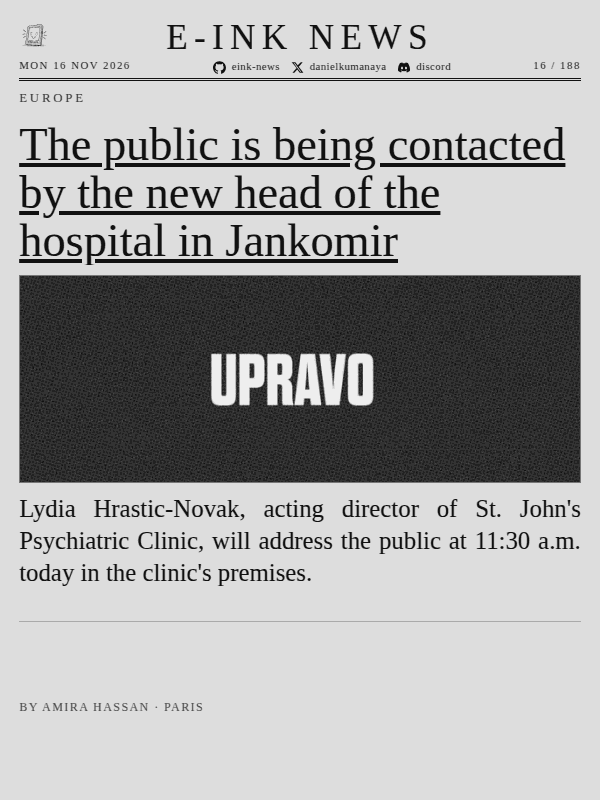 E-INK NEWS
MON 16 NOV 2026
eink-news
danielkumanaya
discord
16 / 188
EUROPE
The public is being contacted
by the new head of the
hospital in Jankomir
UPRAVO
Lydia Hrastic-Novak, acting director of St. John's
Psychiatric Clinic, will address the public at 11:30 a.m.
today in the clinic's premises.
BY AMIRA HASSAN · PARIS